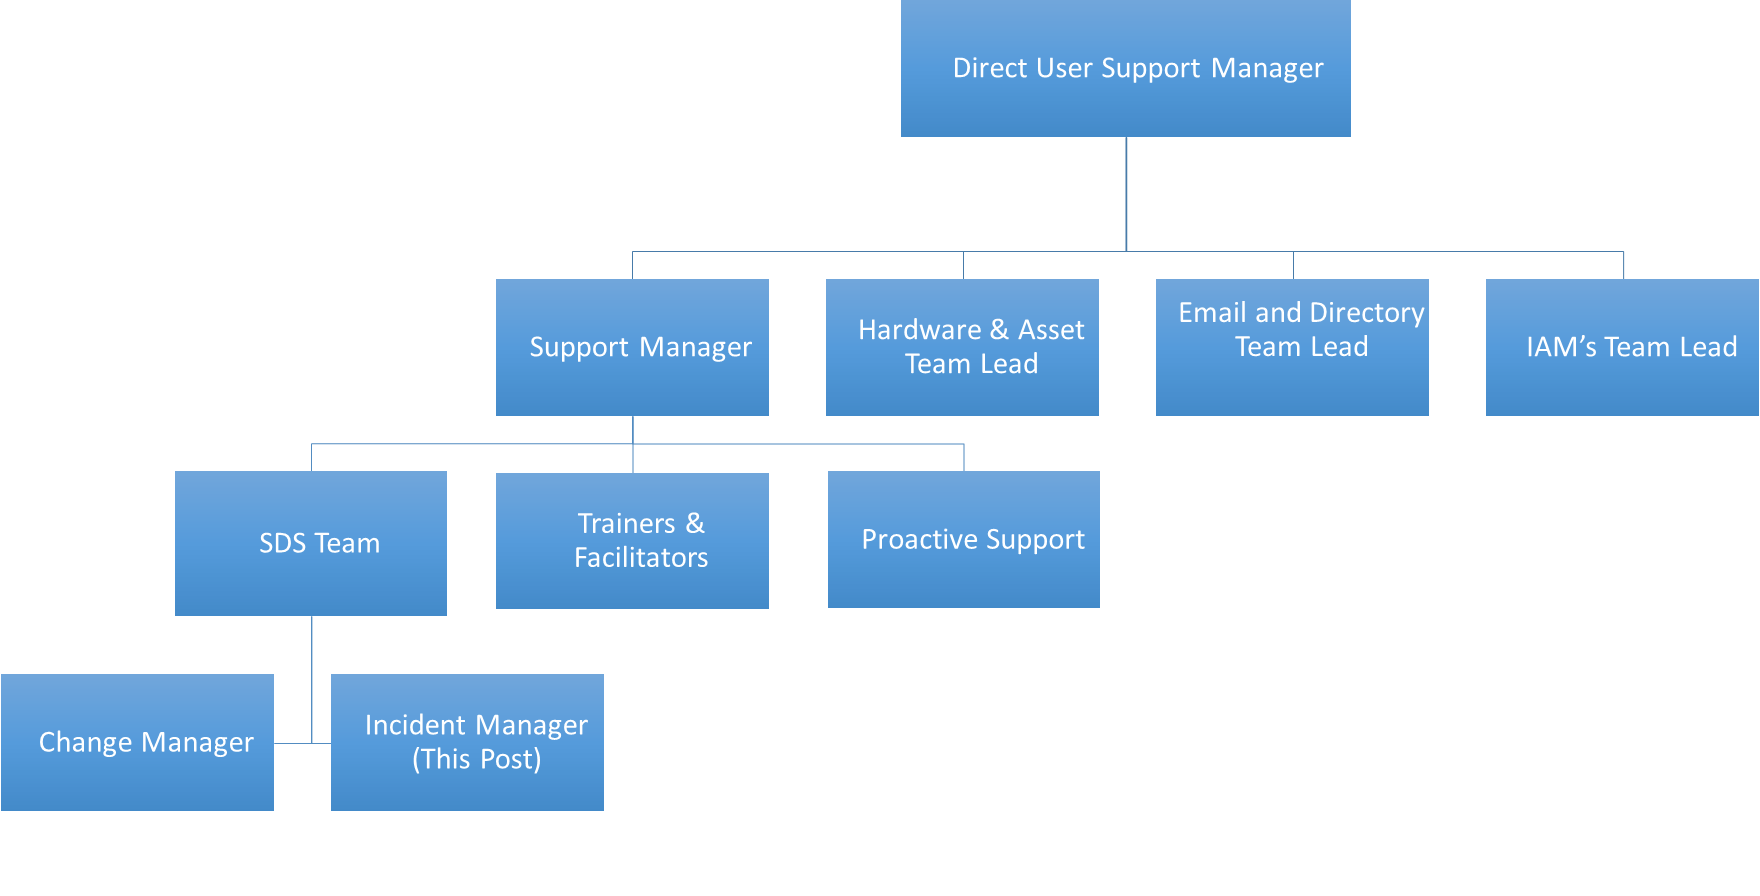 Direct User Support Manager
Support Manager
Hardware & Asset
Team Lead
Email and Directory
Team Lead
IAM’s Team Lead
SDS Team
Trainers &
Facilitators
Proactive Support
Change Manager
Incident Manager
(This Post)